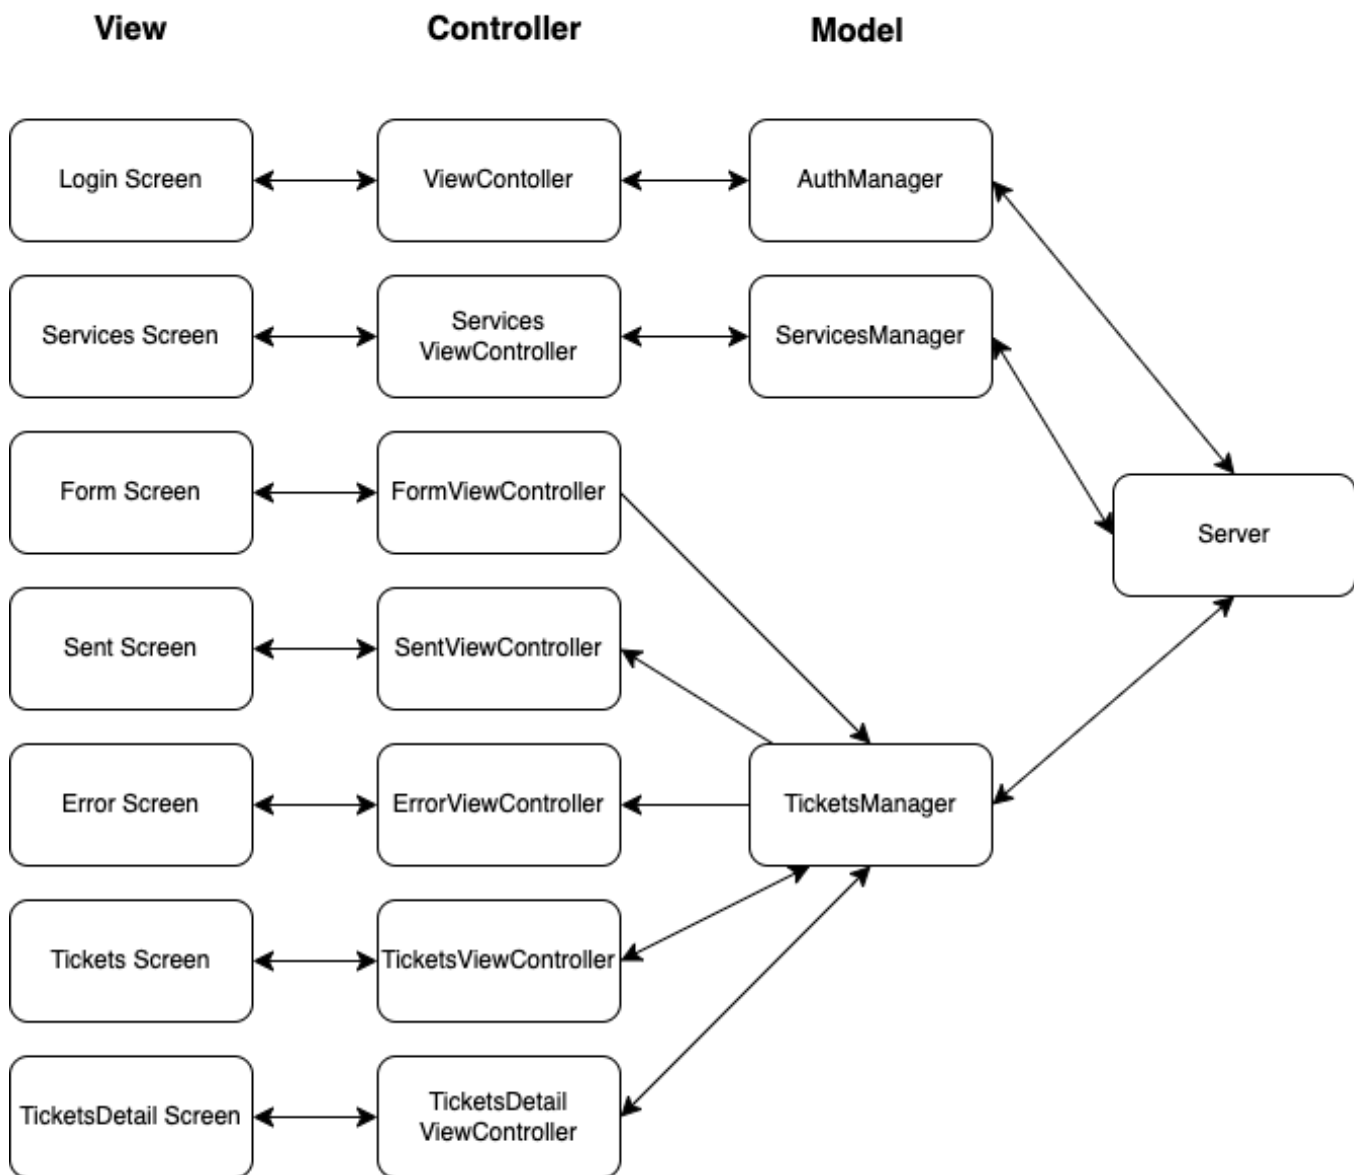 View
Controller
Model
Login Screen
ViewContoller
AuthManager
Services Screen
Services
ViewController
ServicesManager
Form Screen
FormViewController
Server
Sent Screen
SentViewController
Error Screen
ErrorViewController
TicketsManager
Tickets Screen
TicketsViewController
TicketsDetail Screen
TicketsDetail
ViewController